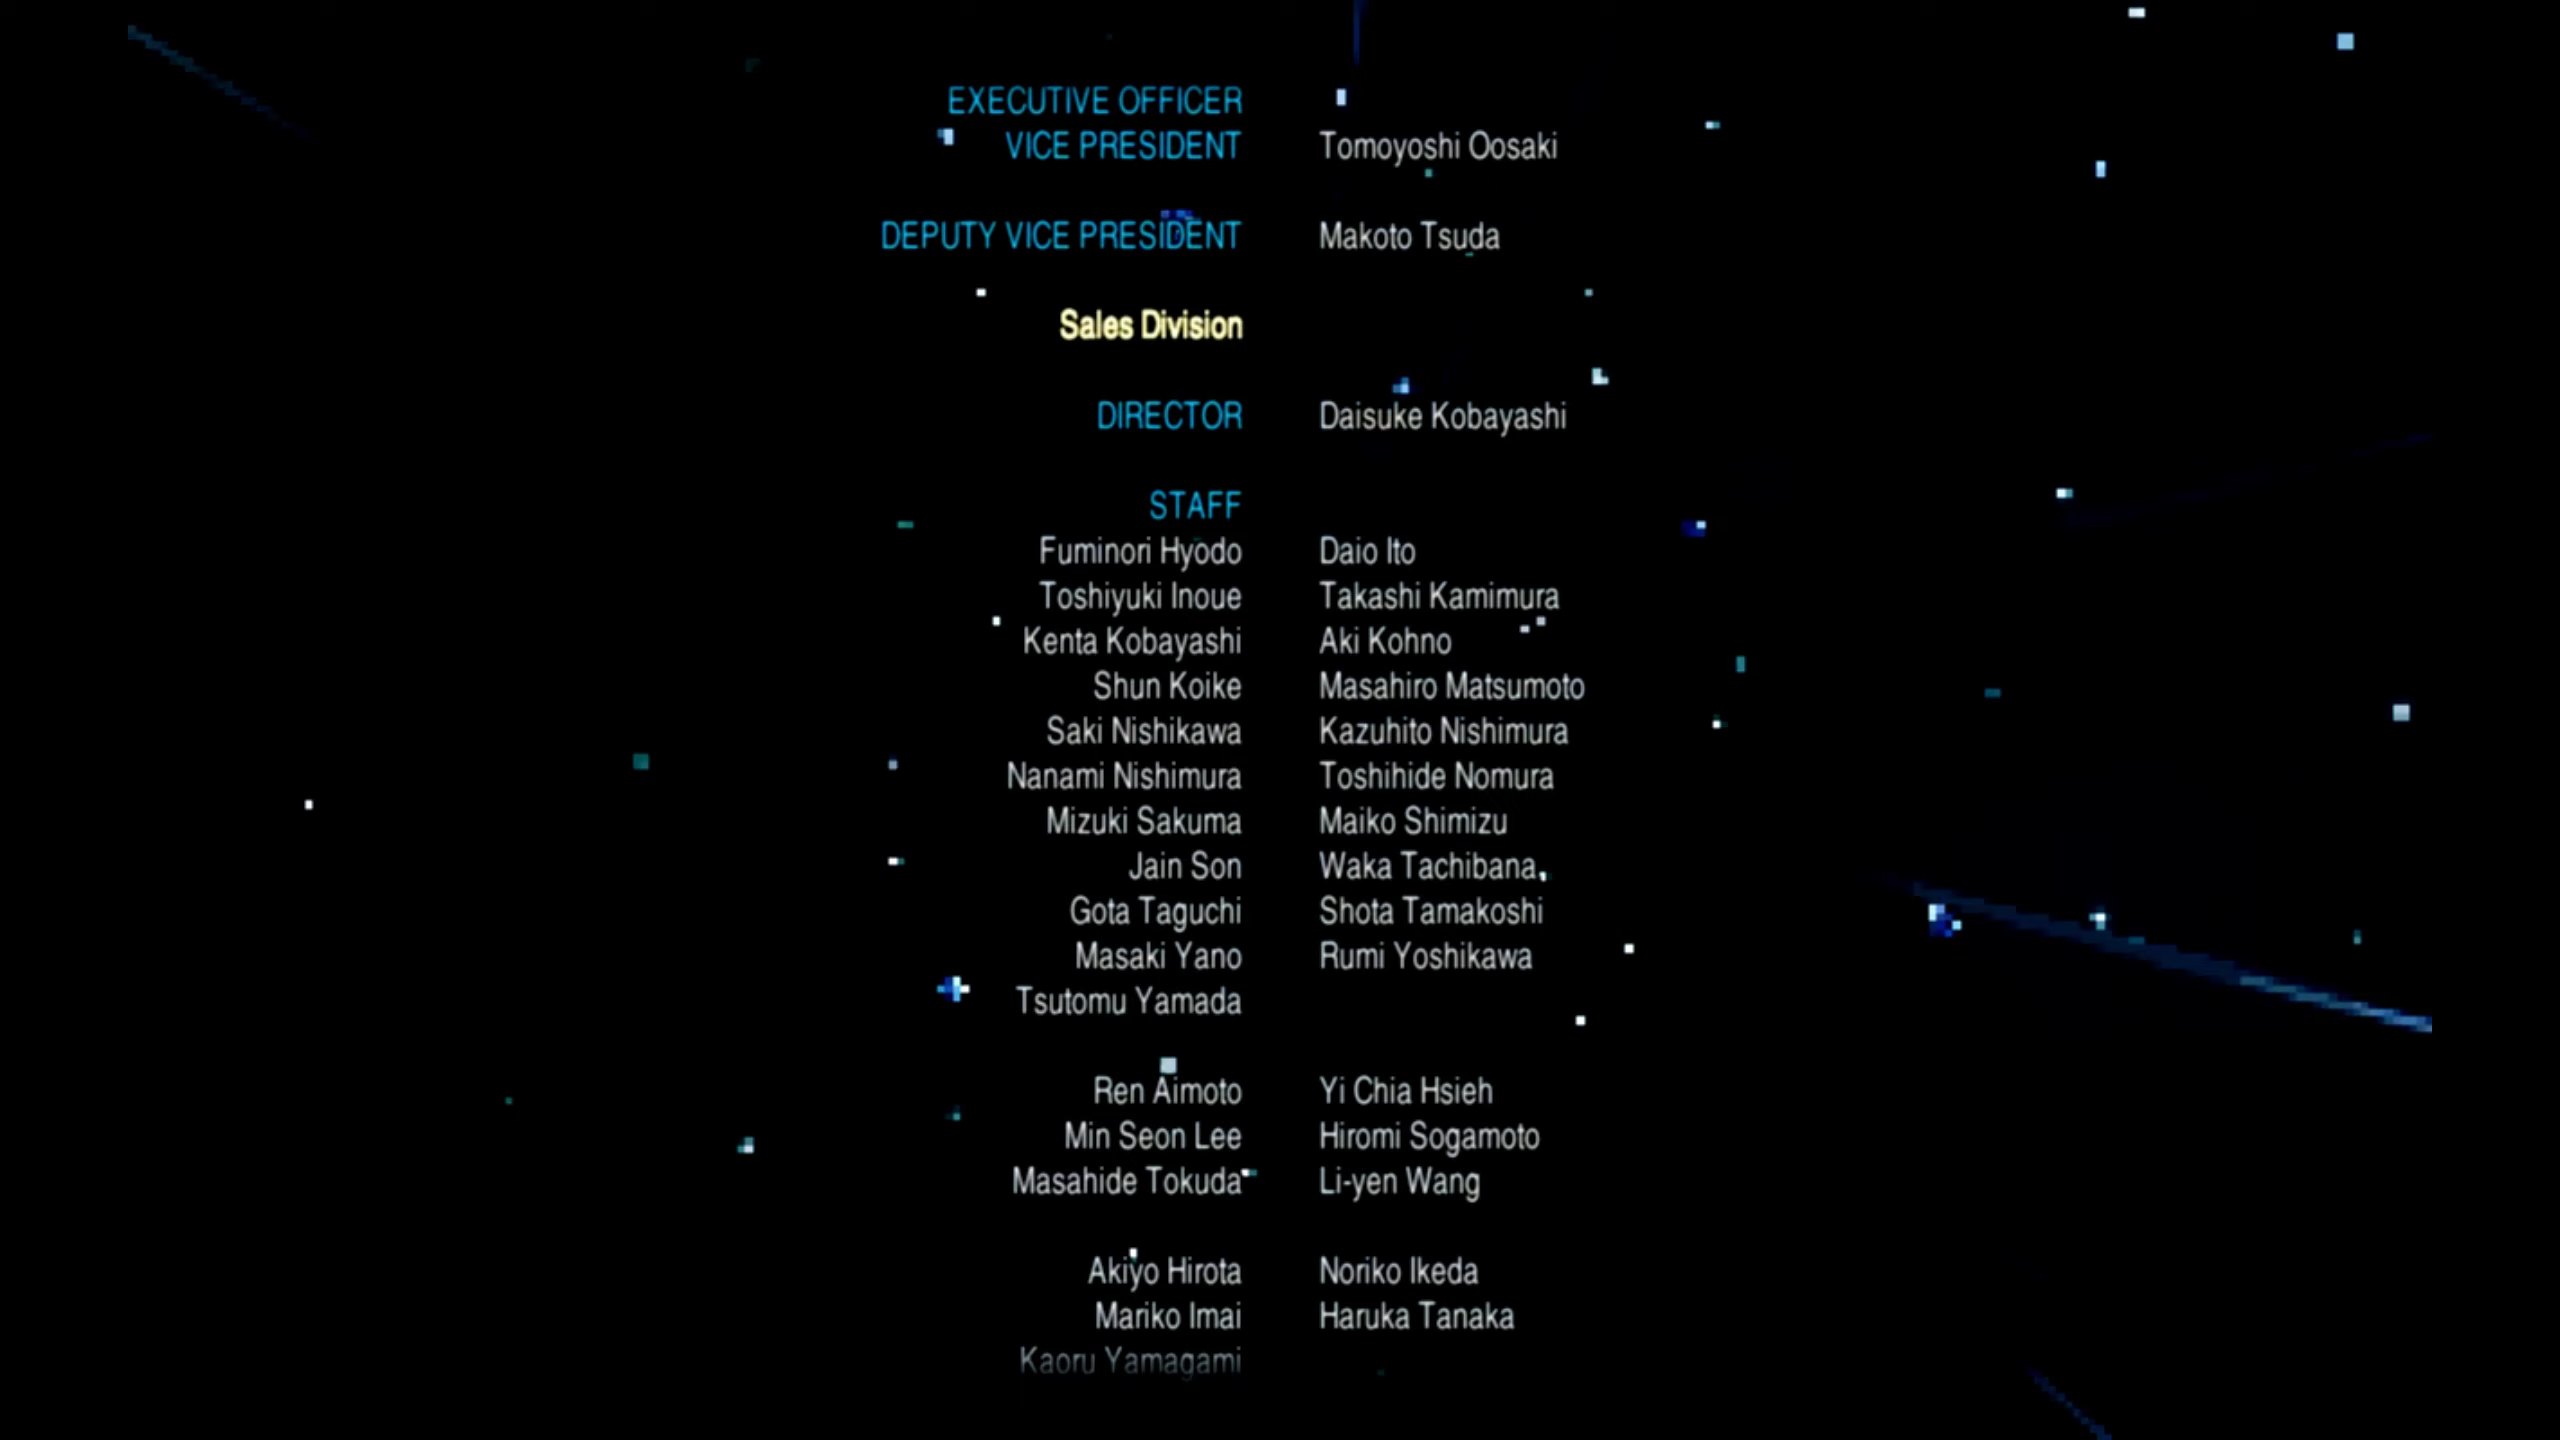 EXECUTIVE OFFICER
VICE PRESIDENT Tomoyoshi Oosaki
DEPUTY VICE PRESIDENT Makoto Tsuda
Sales Division
DIRECTOR Daisuke Kobayashi
STAFF
Fuminori Hyodo Daio Ito
Toshiyuki Inoue Takashi Kamimura
Kenta Kobayashi Aki Kohno
Shun Koike Masahiro Matsumoto
Saki Nishikawa Kazuhito Nishimura
Nanami Nishimura Toshihide Nomura
Mizuki Sakuma Maiko Shimizu
Jain Son Waka Tachibana
Gota Taguchi Shota Tamakoshi
Masaki Yano Rumi Yoshikawa
Tsutomu Yamada
Ren Aimoto Yi Chia Hsieh
Min Seon Lee Hiromi Sogamoto
Masahide Tokuda Li-yen Wang
Akiyo Hirota Noriko Ikeda
Mariko Imai Haruka Tanaka
Kaoru Yamagami